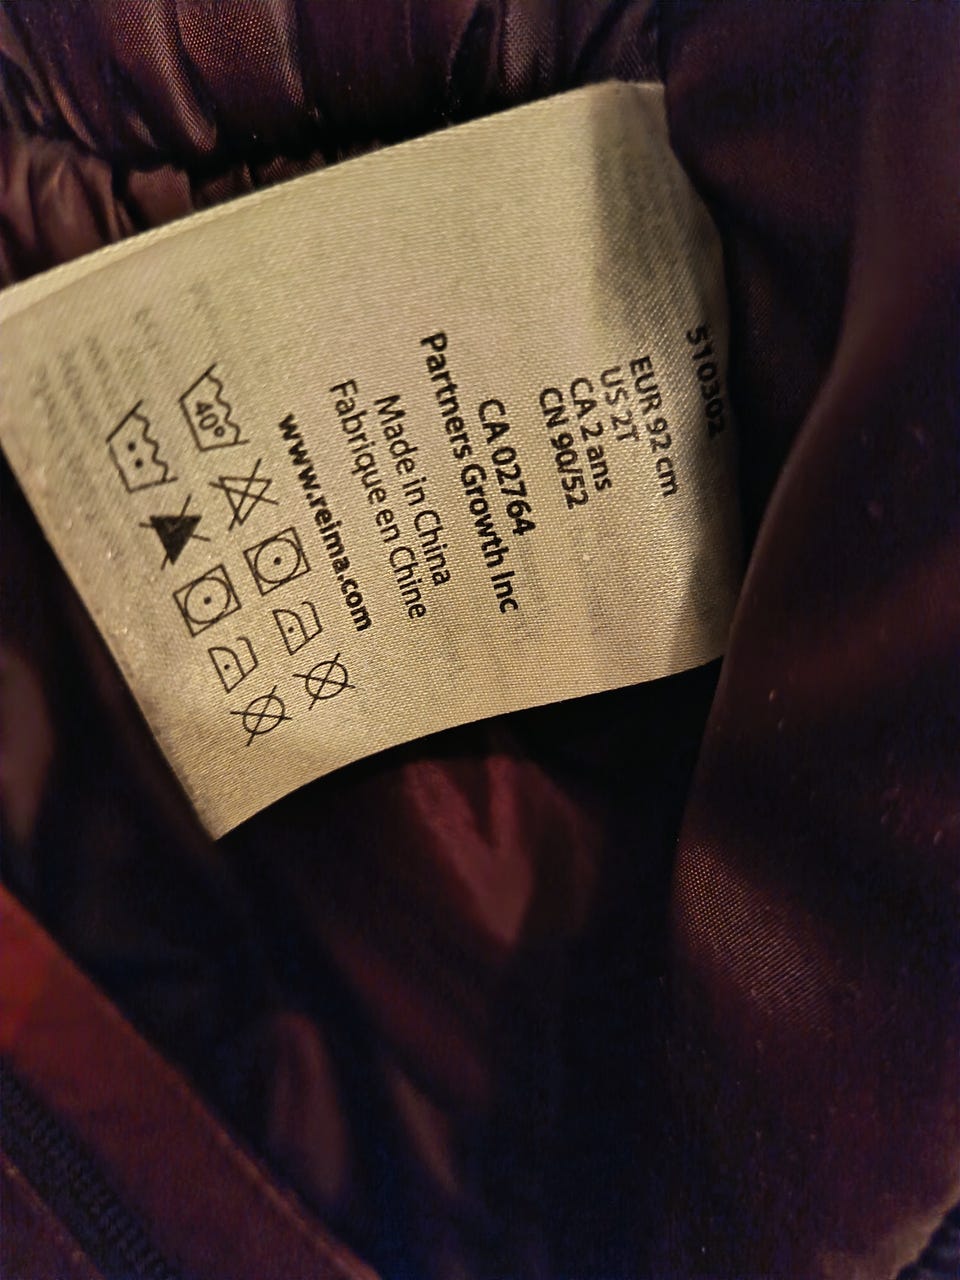 510302
EUR 92 cm
US 2T
CA 2 ans
CN 90/52
CA 02764
Partners Growth Inc
Made in China
Fabrique en Chine
www.reima.com
40°